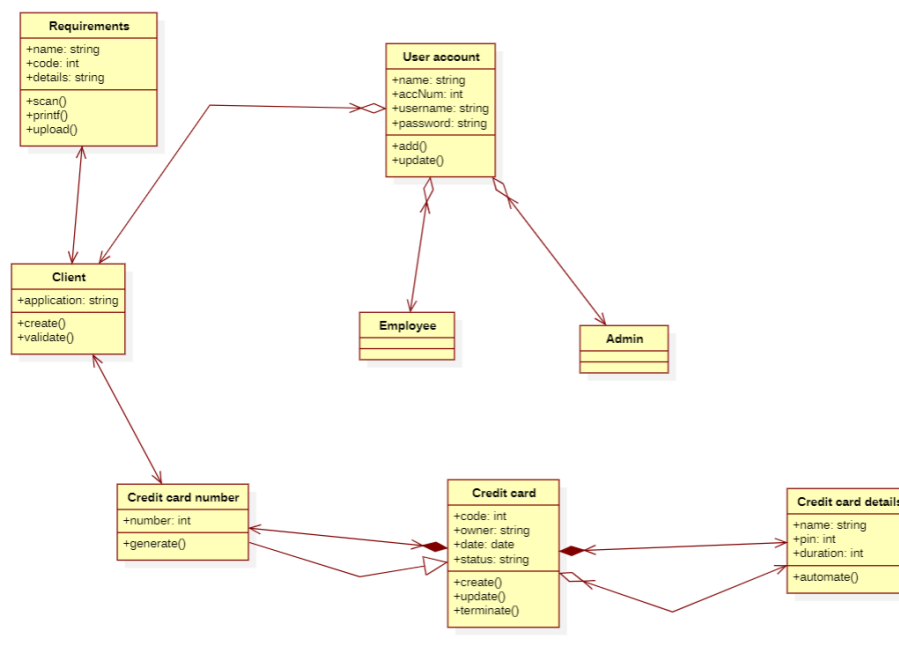 Requirements
+name: string
+code: int
+details: string
+scan()
+printf()
+upload()
User account
+name: string
+accNum: int
+username: string
+password: string
+add()
+update()
Client
+application: string
+create()
+validate()
Employee
Admin
Credit card number
+number: int
+generate()
Credit card
+code: int
+owner: string
+date: date
+status: string
+create()
+update()
+terminate()
Credit card details
+name: string
+pin: int
+duration: int
+automate()